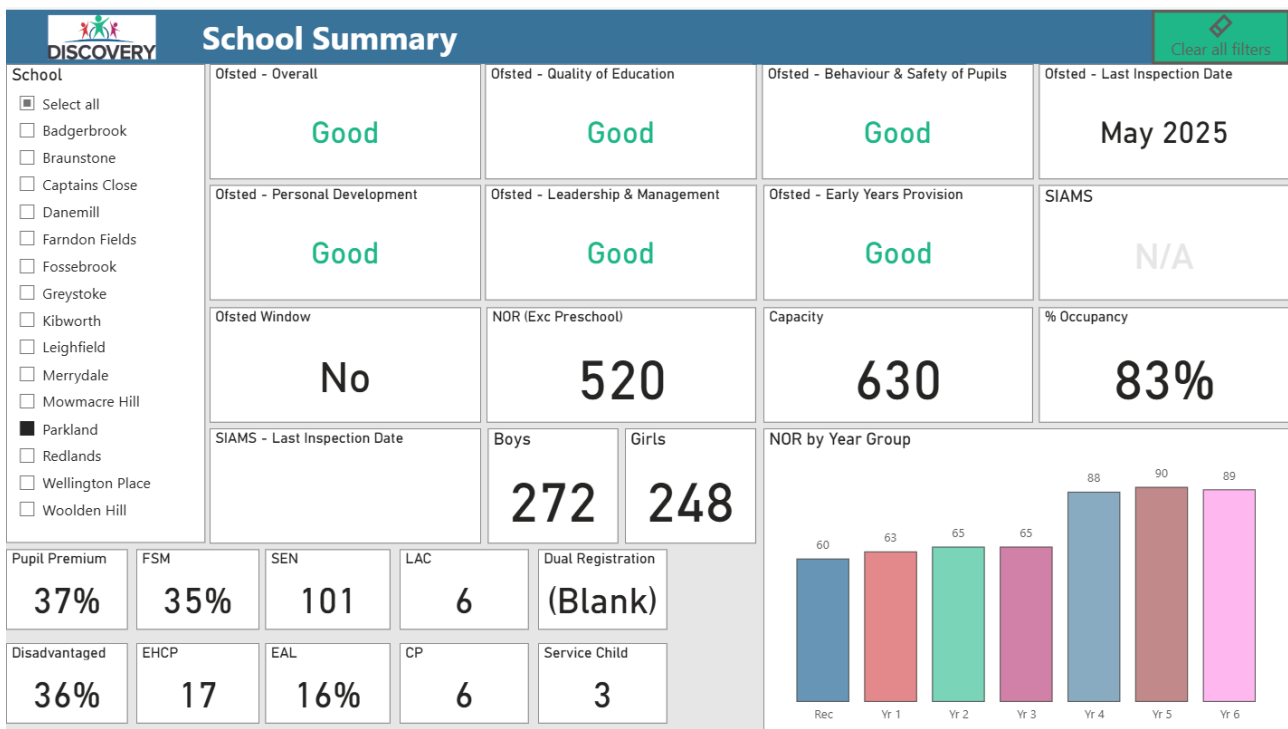 DISCOVERY
School Summary
Clear all filters
School
Select all
Badgerbrook
Braunstone
Captains Close
Danemill
Farndon Fields
Fossebrook
Greystoke
Kibworth
Leighfield
Merrydale
Mowmacre Hill
Parkland
Redlands
Wellington Place
Woolden Hill
Ofsted - Overall
Good
Ofsted - Quality of Education
Good
Ofsted - Behaviour & Safety of Pupils
Good
Ofsted - Last Inspection Date
May 2025
Ofsted - Personal Development
Good
Ofsted - Leadership & Management
Good
Ofsted - Early Years Provision
Good
SIAMS
N/A
Ofsted Window
No
NOR (Exc Preschool)
520
Capacity
630
% Occupancy
83%
SIAMS - Last Inspection Date
Boys
272
Girls
248
NOR by Year Group
60
63
65
65
88
90
89
Rec
Yr 1
Yr 2
Yr 3
Yr 4
Yr 5
Yr 6
Pupil Premium
37%
FSM
35%
SEN
101
LAC
6
Dual Registration
(Blank)
Disadvantaged
36%
EHCP
17
EAL
16%
CP
6
Service Child
3